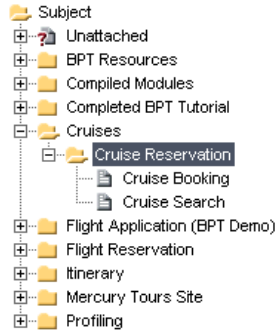 Subject
Unattached
BPT Resources
Compiled Modules
Completed BPT Tutorial
Cruises
Cruise Reservation
Cruise Booking
Cruise Search
Flight Application (BPT Demo)
Flight Reservation
Itinerary
Mercury Tours Site
Profiling